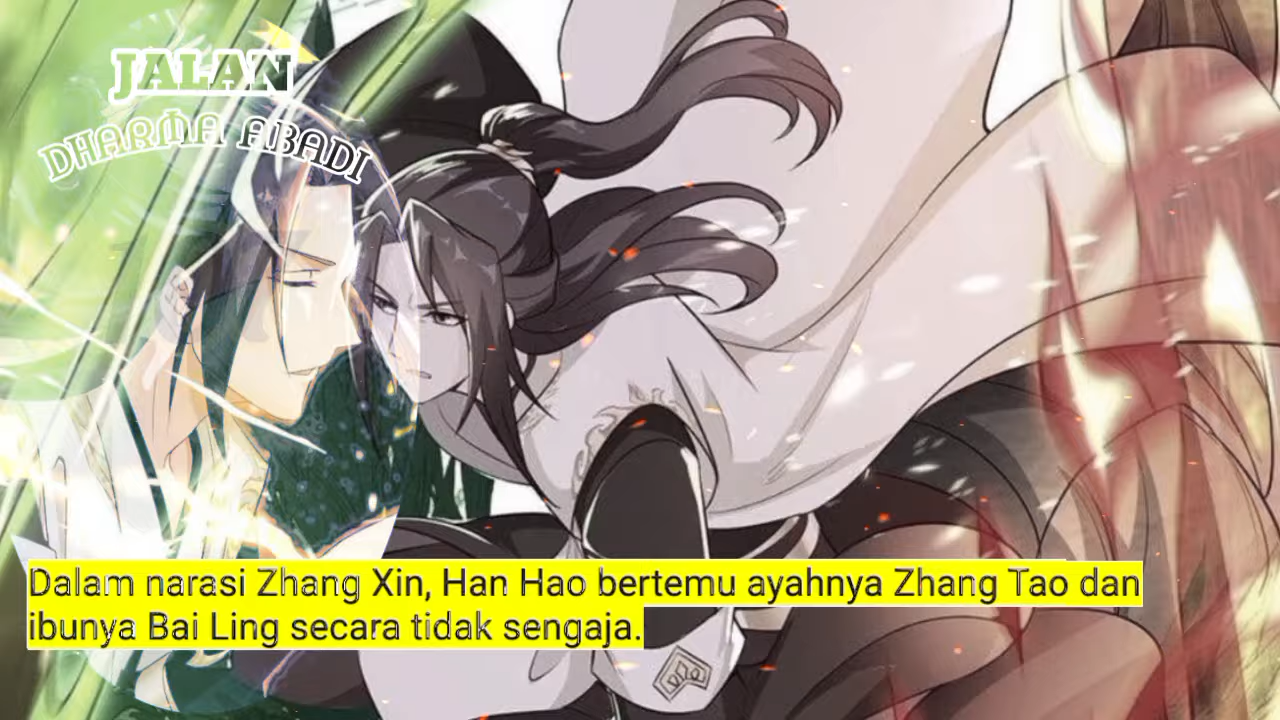 JALAN
DHARMA ABADI
Dalam narasi Zhang Xin, Han Hao bertemu ayahnya Zhang Tao dan
ibunya Bai Ling secara tidak sengaja.